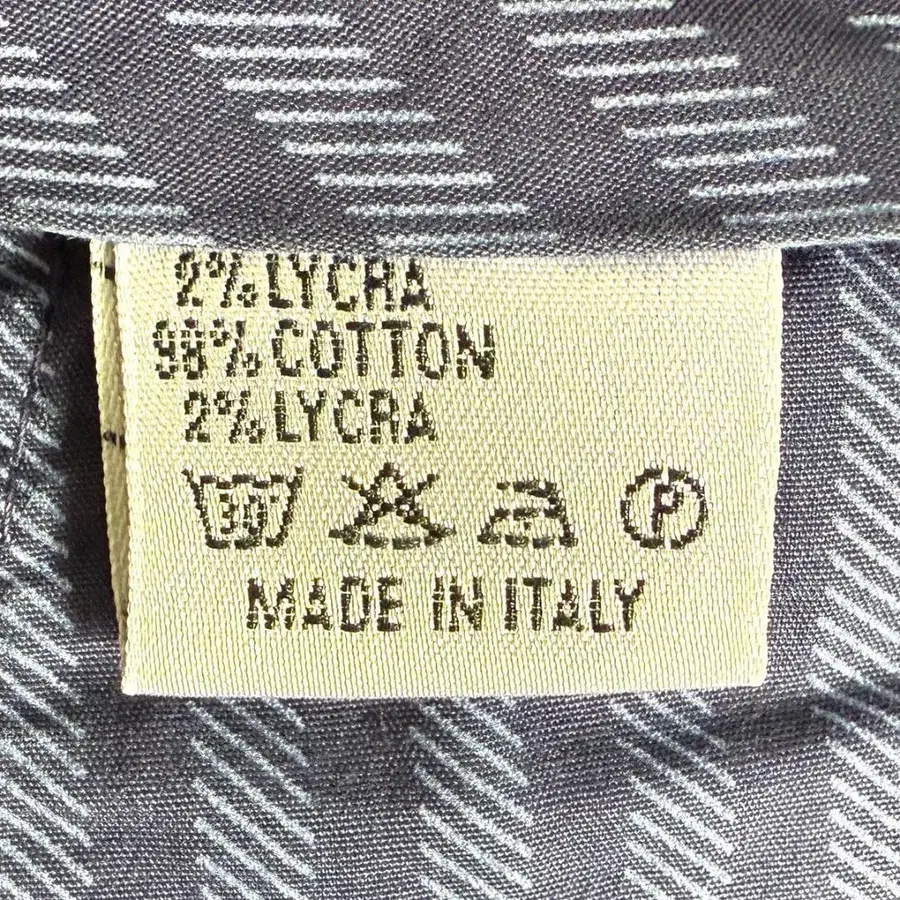 2% LYCRA
98% COTTON
2% LYCRA
30°
P
MADE IN ITALY